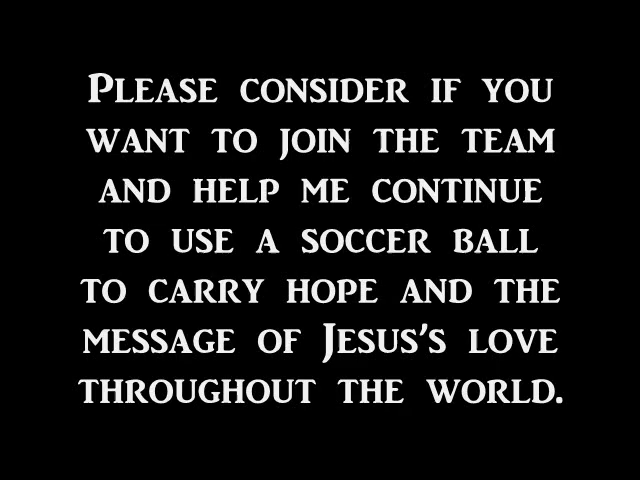 Please consider if you
want to join the team
and help me continue
to use a soccer ball
to carry hope and the
message of Jesus's love
throughout the world.